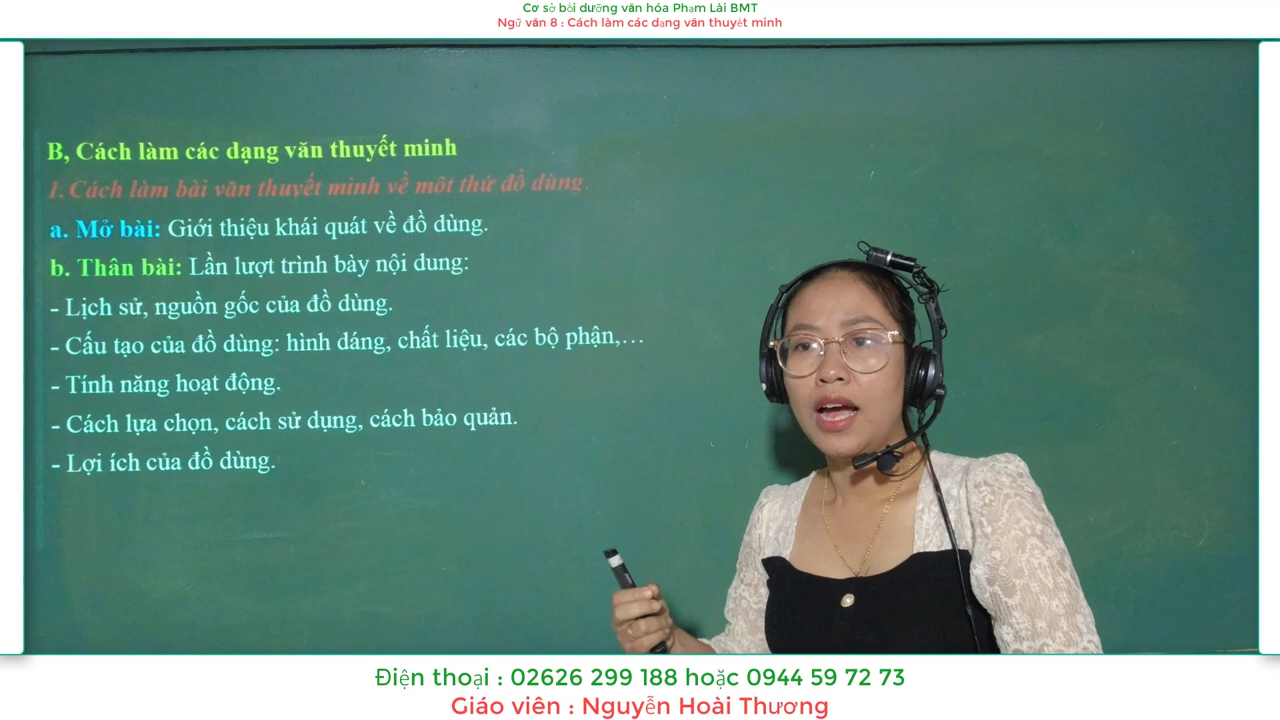 Cơ sở bồi dưỡng văn hóa Phạm Lài BMT
Ngữ văn 8 : Cách làm các dạng văn thuyết minh
B, Cách làm các dạng văn thuyết minh
1. Cách làm bài văn thuyết minh về một thứ đồ dùng.
a. Mở bài: Giới thiệu khái quát về đồ dùng.
b. Thân bài: Lần lượt trình bày nội dung:
- Lịch sử, nguồn gốc của đồ dùng.
- Cấu tạo của đồ dùng: hình dáng, chất liệu, các bộ phận,…
- Tính năng hoạt động.
- Cách lựa chọn, cách sử dụng, cách bảo quản.
- Lợi ích của đồ dùng.
Điện thoại : 02626 299 188 hoặc 0944 59 72 73
Giáo viên : Nguyễn Hoài Thương